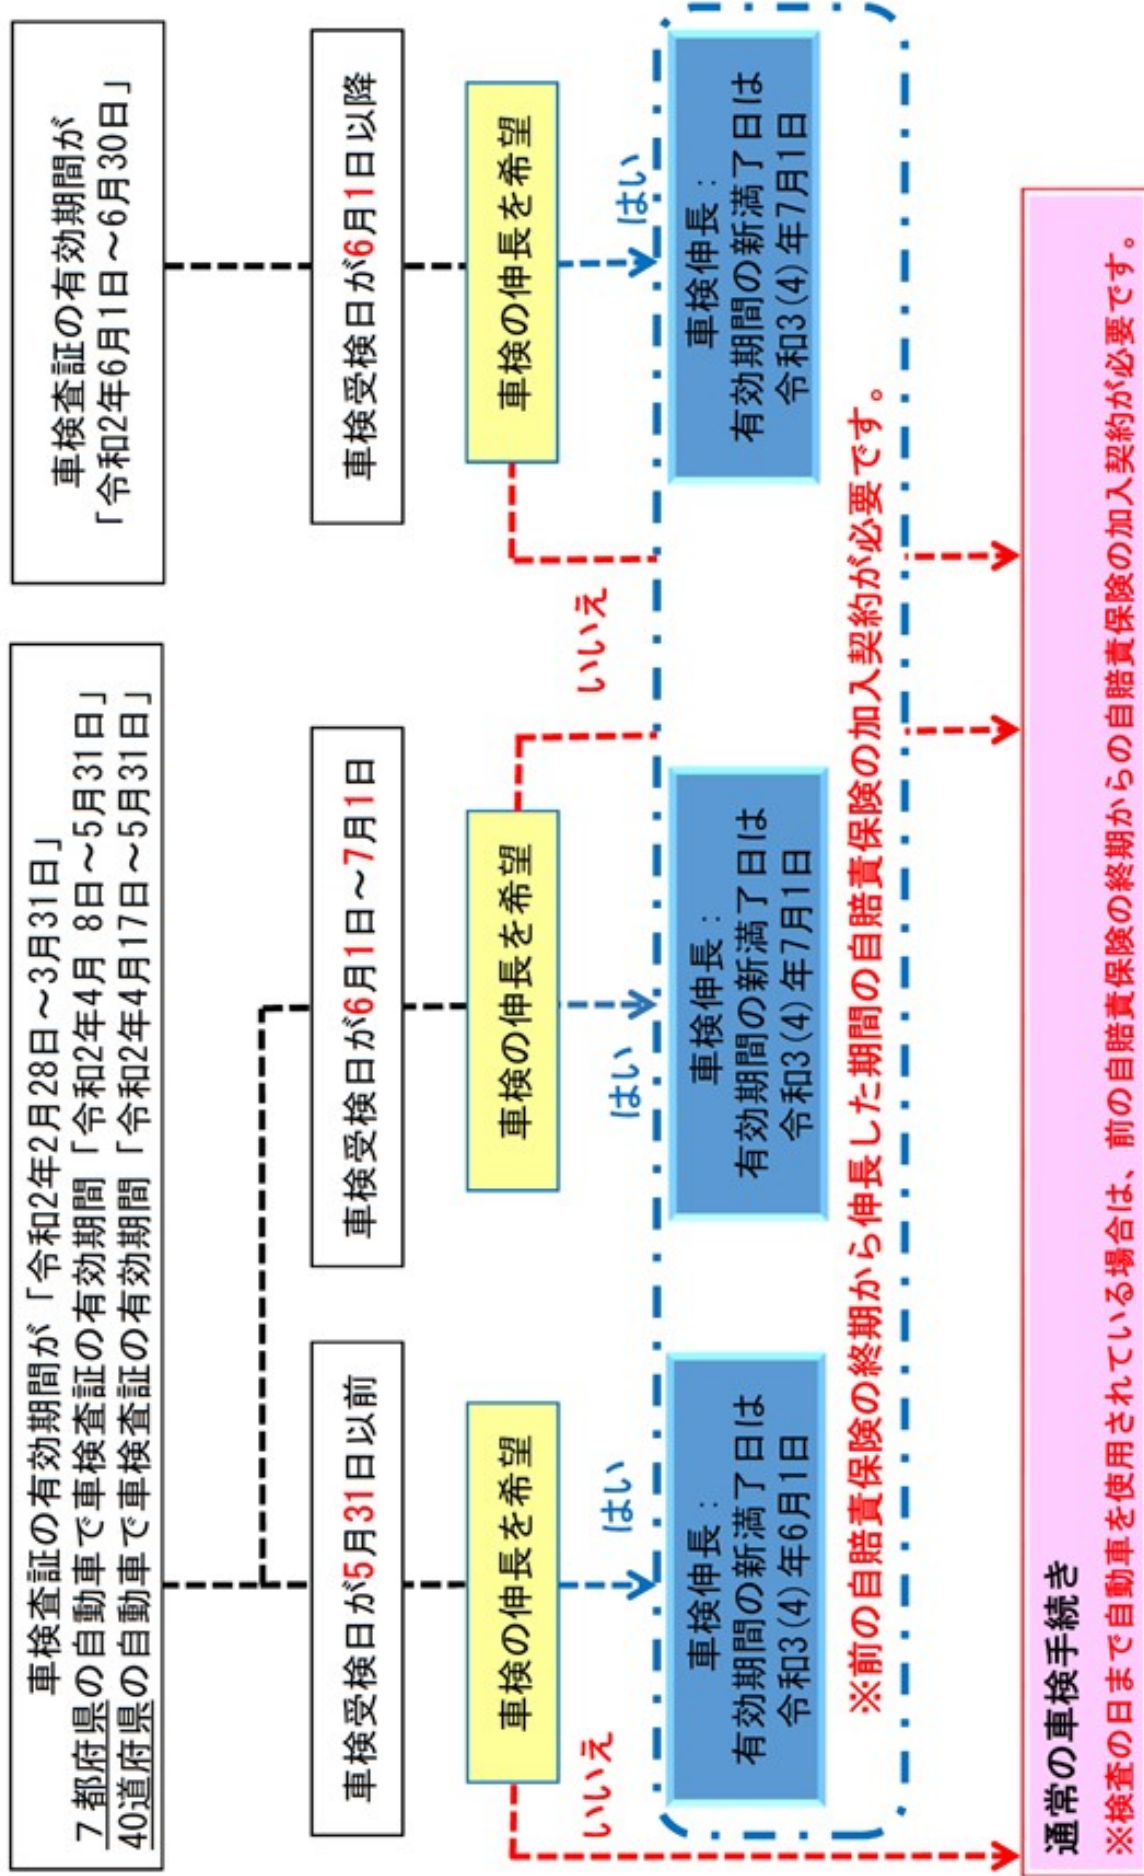 車検査証の有効期間が「令和2年2月28日～3月31日」
７都府県の自動車で車検査証の有効期間「令和2年4月 8日～5月31日」
40道府県の自動車で車検査証の有効期間「令和2年4月17日～5月31日」
車検査証の有効期間が
「令和2年6月1日～6月30日」
車検受検日が5月31日以前
車検受検日が6月1日～7月1日
車検受検日が6月1日以降
車検の伸長を希望
車検の伸長を希望
車検の伸長を希望
いいえ
はい
はい
いいえ
はい
車検伸長：
有効期間の新満了日は
令和3(4)年6月1日
車検伸長：
有効期間の新満了日は
令和3(4)年7月1日
車検伸長：
有効期間の新満了日は
令和3(4)年7月1日
※前の自賠責保険の終期から伸長した期間の自賠責保険の加入契約が必要です。
通常の車検手続き
※検査の日まで自動車を使用されている場合は、前の自賠責保険の終期からの自賠責保険の加入契約が必要です。